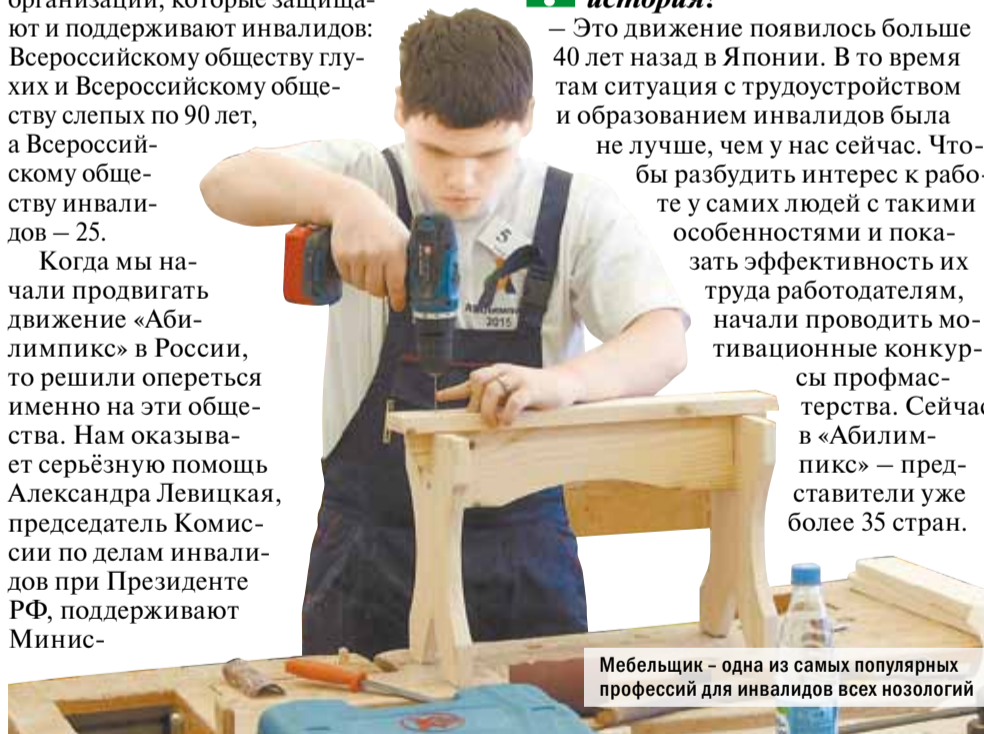 организации, которые защища-
ют и поддерживают инвалидов:
Всероссийскому обществу глу-
хих и Всероссийскому обще-
ству слепых по 90 лет,
а Всероссий-
скому обще-
ству инвали-
дов – 25.
Когда мы на-
чали продвигать
движение «Аби-
лимпикс» в России,
то решили опереться
именно на эти обще-
ства. Нам оказыва-
ет серьёзную помощь
Александра Левицкая,
председатель Комис-
сии по делам инвали-
дов при Президенте
РФ, поддерживают
Минис-
история?
– Это движение появилось больше
40 лет назад в Японии. В то время
там ситуация с трудоустройством
и образованием инвалидов была
не лучше, чем у нас сейчас. Что-
бы разбудить интерес к рабо-
те у самих людей с такими
особенностями и пока-
зать эффективность их
труда работодателям,
начали проводить мо-
тивационные конкур-
сы профмас-
терства. Сейчас
в «Абилим-
пикс» – пред-
ставители уже
более 35 стран.
5
2015
Мебельщик – одна из самых популярных
профессий для инвалидов всех нозологий